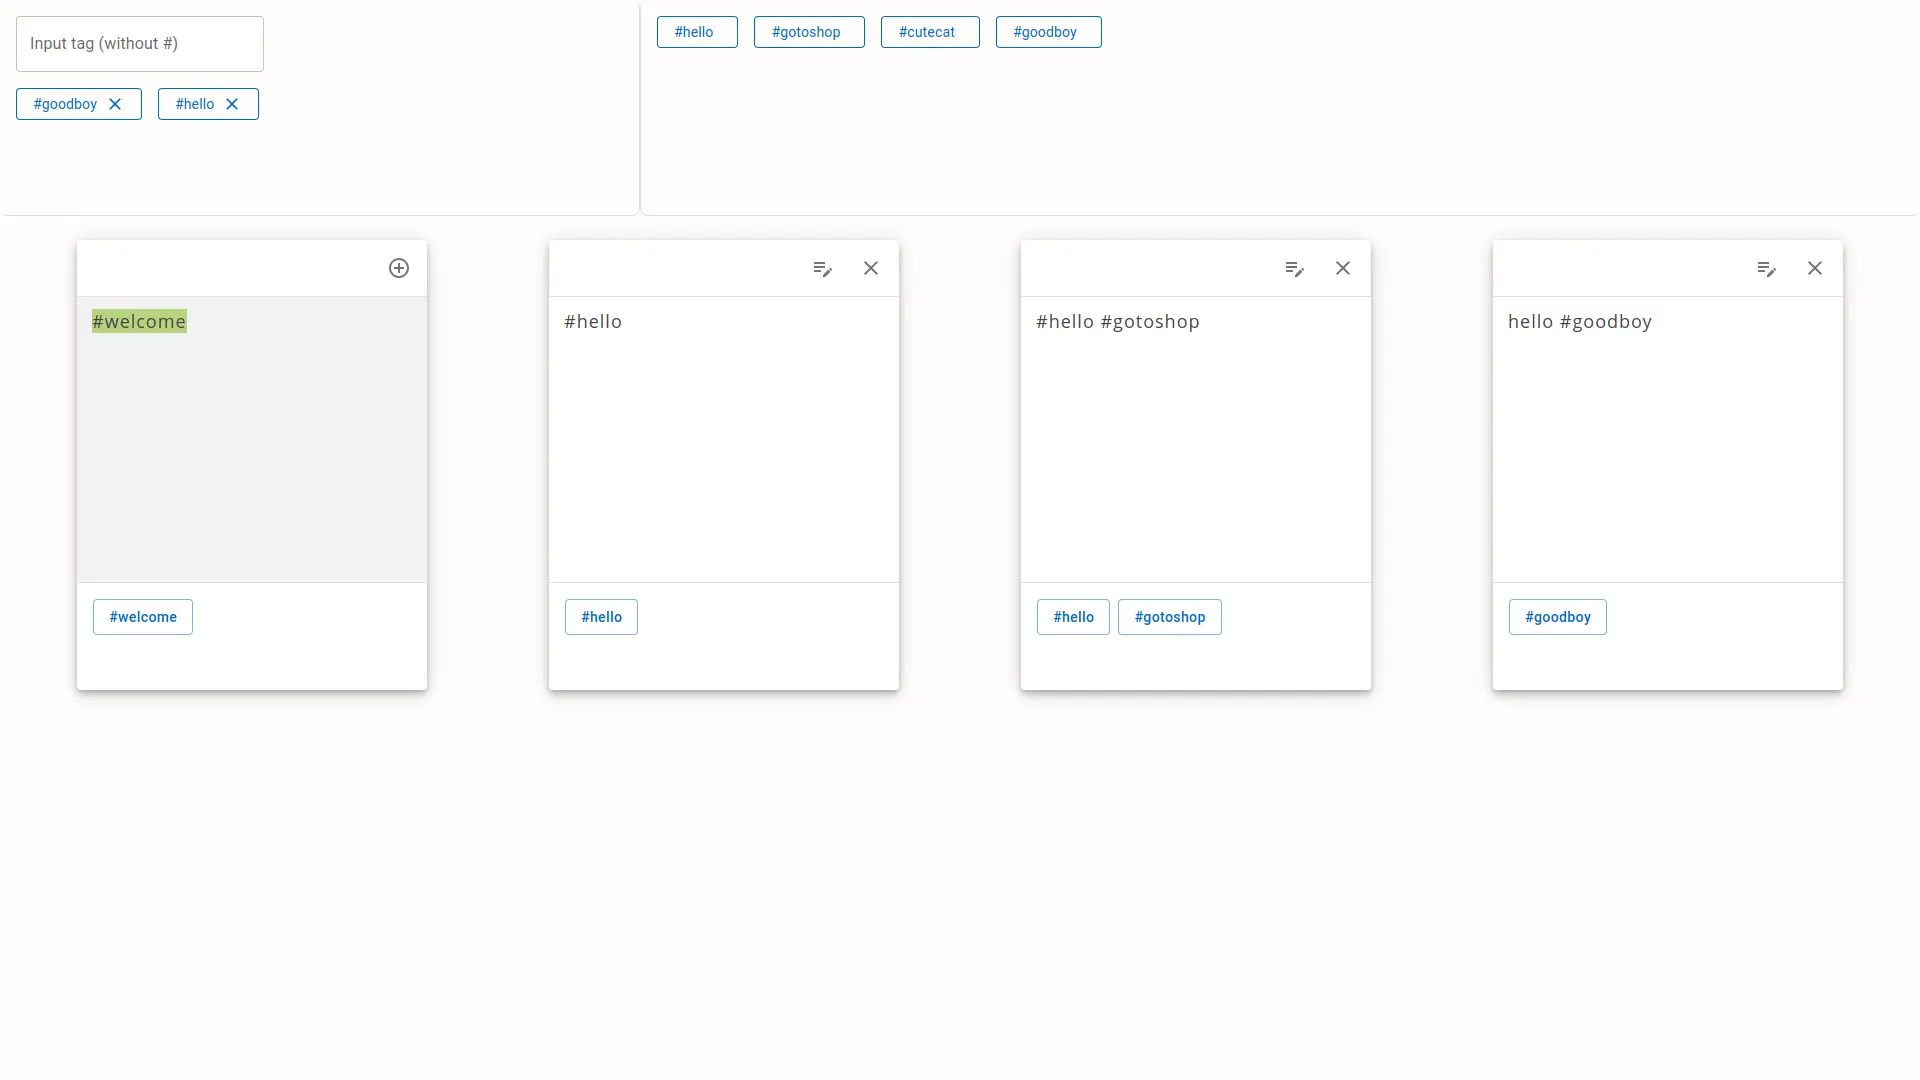 Input tag (without #)
#goodboy #hello
#hello #gotoshop #cutecat #goodboy
#welcome
#welcome
#hello
#hello
#hello #gotoshop
#hello #gotoshop
hello #goodboy
#goodboy